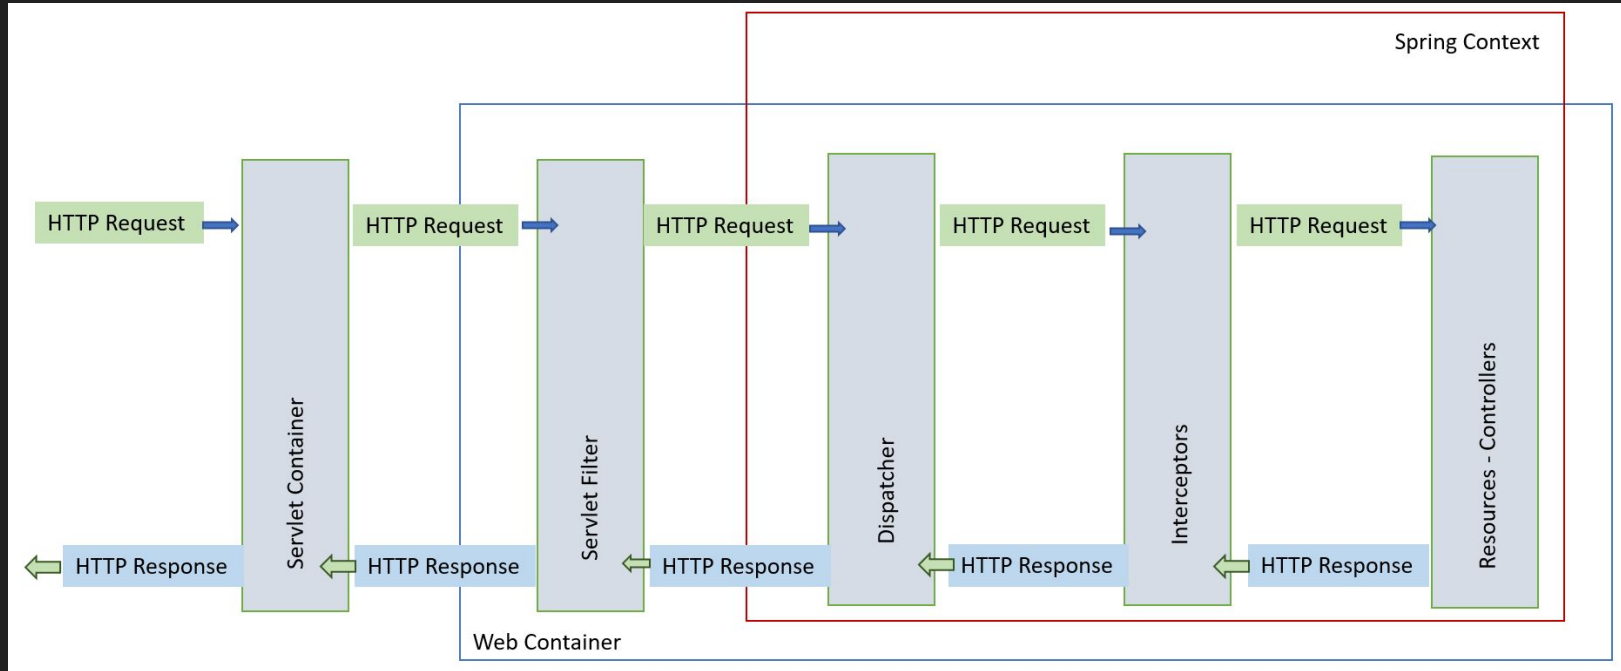 Spring Context
HTTP Request
HTTP Request
HTTP Request
HTTP Request
HTTP Request
Servlet Container
Servlet Filter
Dispatcher
Interceptors
Resources - Controllers
HTTP Response
HTTP Response
HTTP Response
HTTP Response
HTTP Response
Web Container